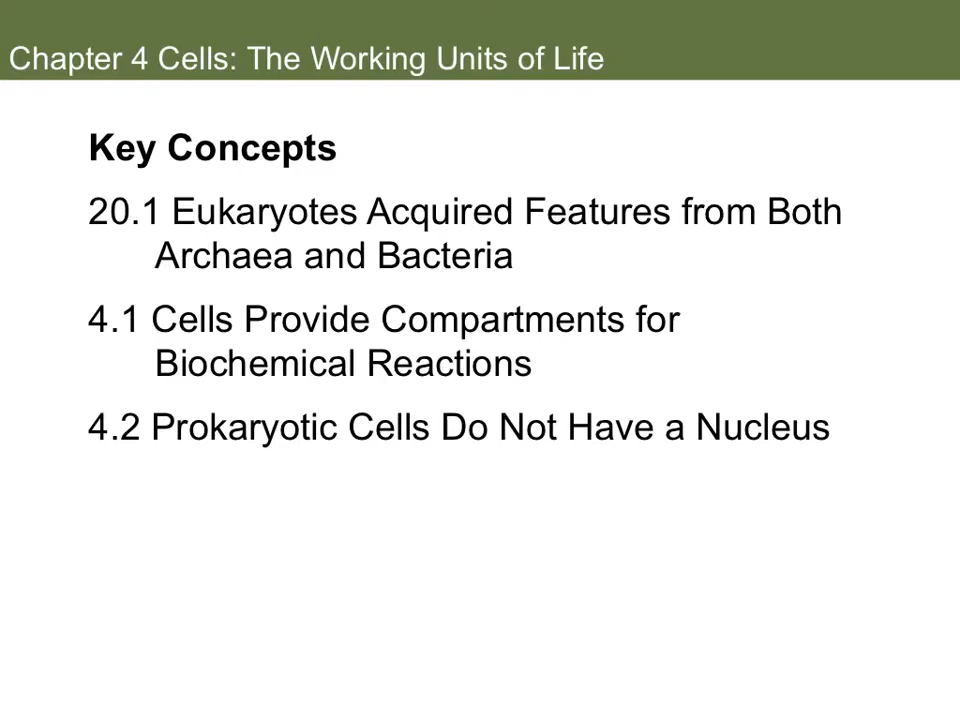 Chapter 4 Cells: The Working Units of Life
Key Concepts
20.1 Eukaryotes Acquired Features from Both
Archaea and Bacteria
4.1 Cells Provide Compartments for
Biochemical Reactions
4.2 Prokaryotic Cells Do Not Have a Nucleus